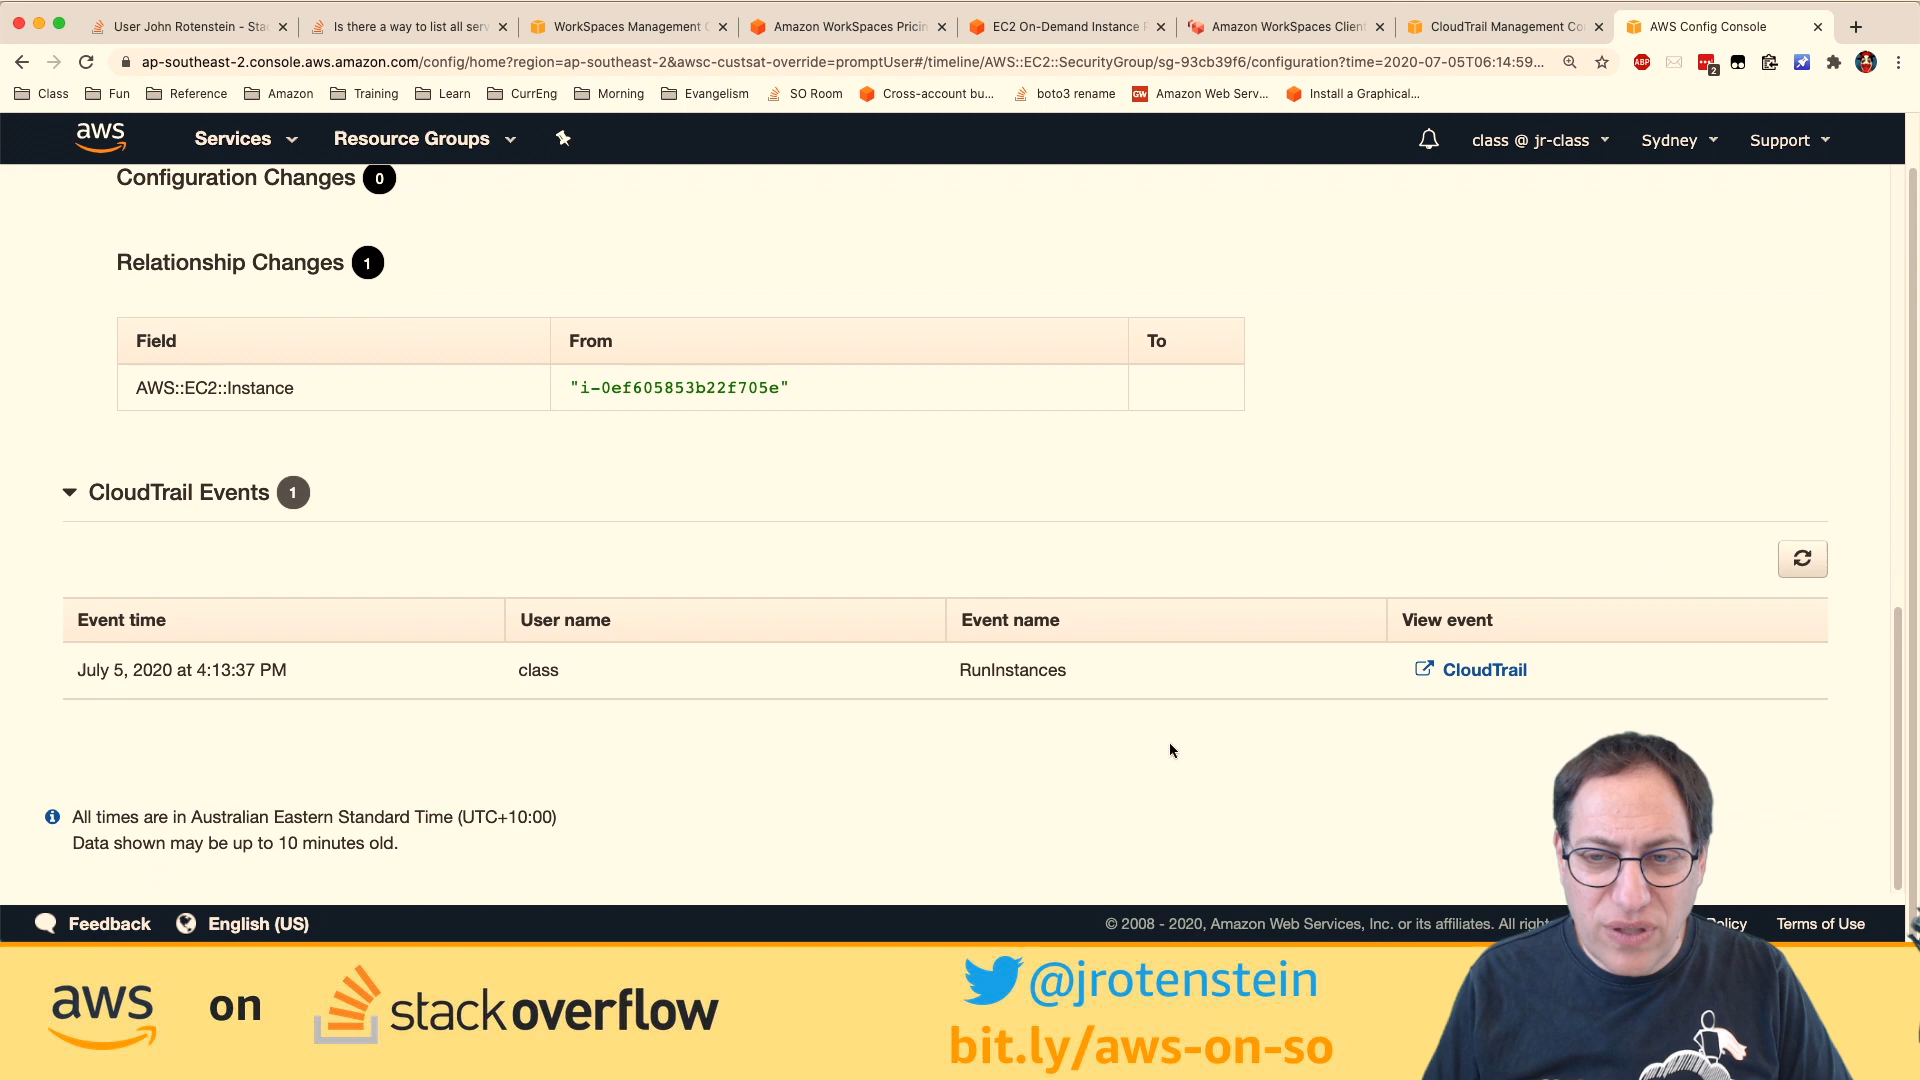 User John Rotenstein - Sta
Is there a way to list all serv
WorkSpaces Management C
Amazon WorkSpaces Pricin
EC2 On-Demand Instance P
Amazon WorkSpaces Client
CloudTrail Management Co
AWS Config Console
ap-southeast-2.console.aws.amazon.com/config/home?region=ap-southeast-2&awsc-custsat-override=promptUser#/timeline/AWS::EC2::SecurityGroup/sg-93cb39f6/configuration?time=2020-07-05T06:14:59...
ABP
2
Class
Fun
Reference
Amazon
Training
Learn
CurrEng
Morning
Evangelism
SO Room
Cross-account bu...
boto3 rename
GW Amazon Web Serv...
Install a Graphical...
aws
Services
Resource Groups
class @ jr-class
Sydney
Support
Configuration Changes 0
Relationship Changes 1
Field From To
AWS::EC2::Instance "i-0ef605853b22f705e"
CloudTrail Events 1
Event time User name Event name View event
July 5, 2020 at 4:13:37 PM class RunInstances CloudTrail
All times are in Australian Eastern Standard Time (UTC+10:00)
Data shown may be up to 10 minutes old.
Feedback
English (US)
© 2008 - 2020, Amazon Web Services, Inc. or its affiliates. All right
Policy
Terms of Use
aws on stackoverflow
@jrotenstein
bit.ly/aws-on-so